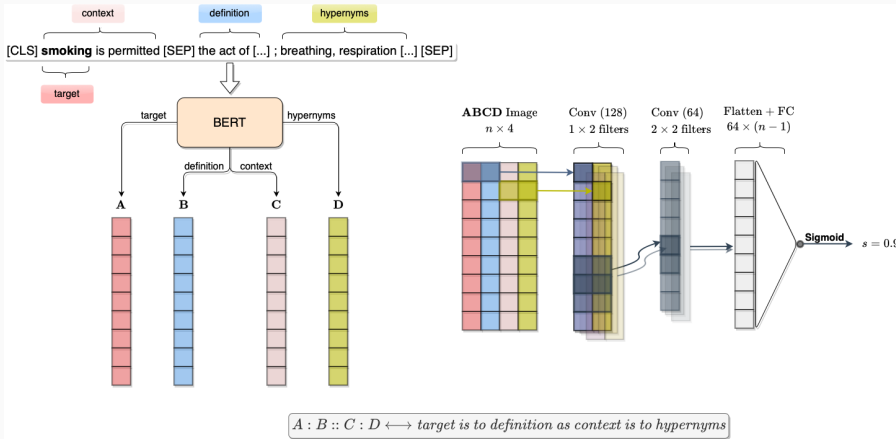 context
definition
hypernyms
[CLS] smoking is permitted [SEP] the act of [...] ; breathing, respiration [...] [SEP]
target
BERT
target
hypernyms
definition
context
A
B
C
D
ABCD Image
n × 4
Conv (128)
1 × 2 filters
Conv (64)
2 × 2 filters
Flatten + FC
64 × (n − 1)
Sigmoid
s = 0.9
A : B :: C : D ⟷ target is to definition as context is to hypernyms